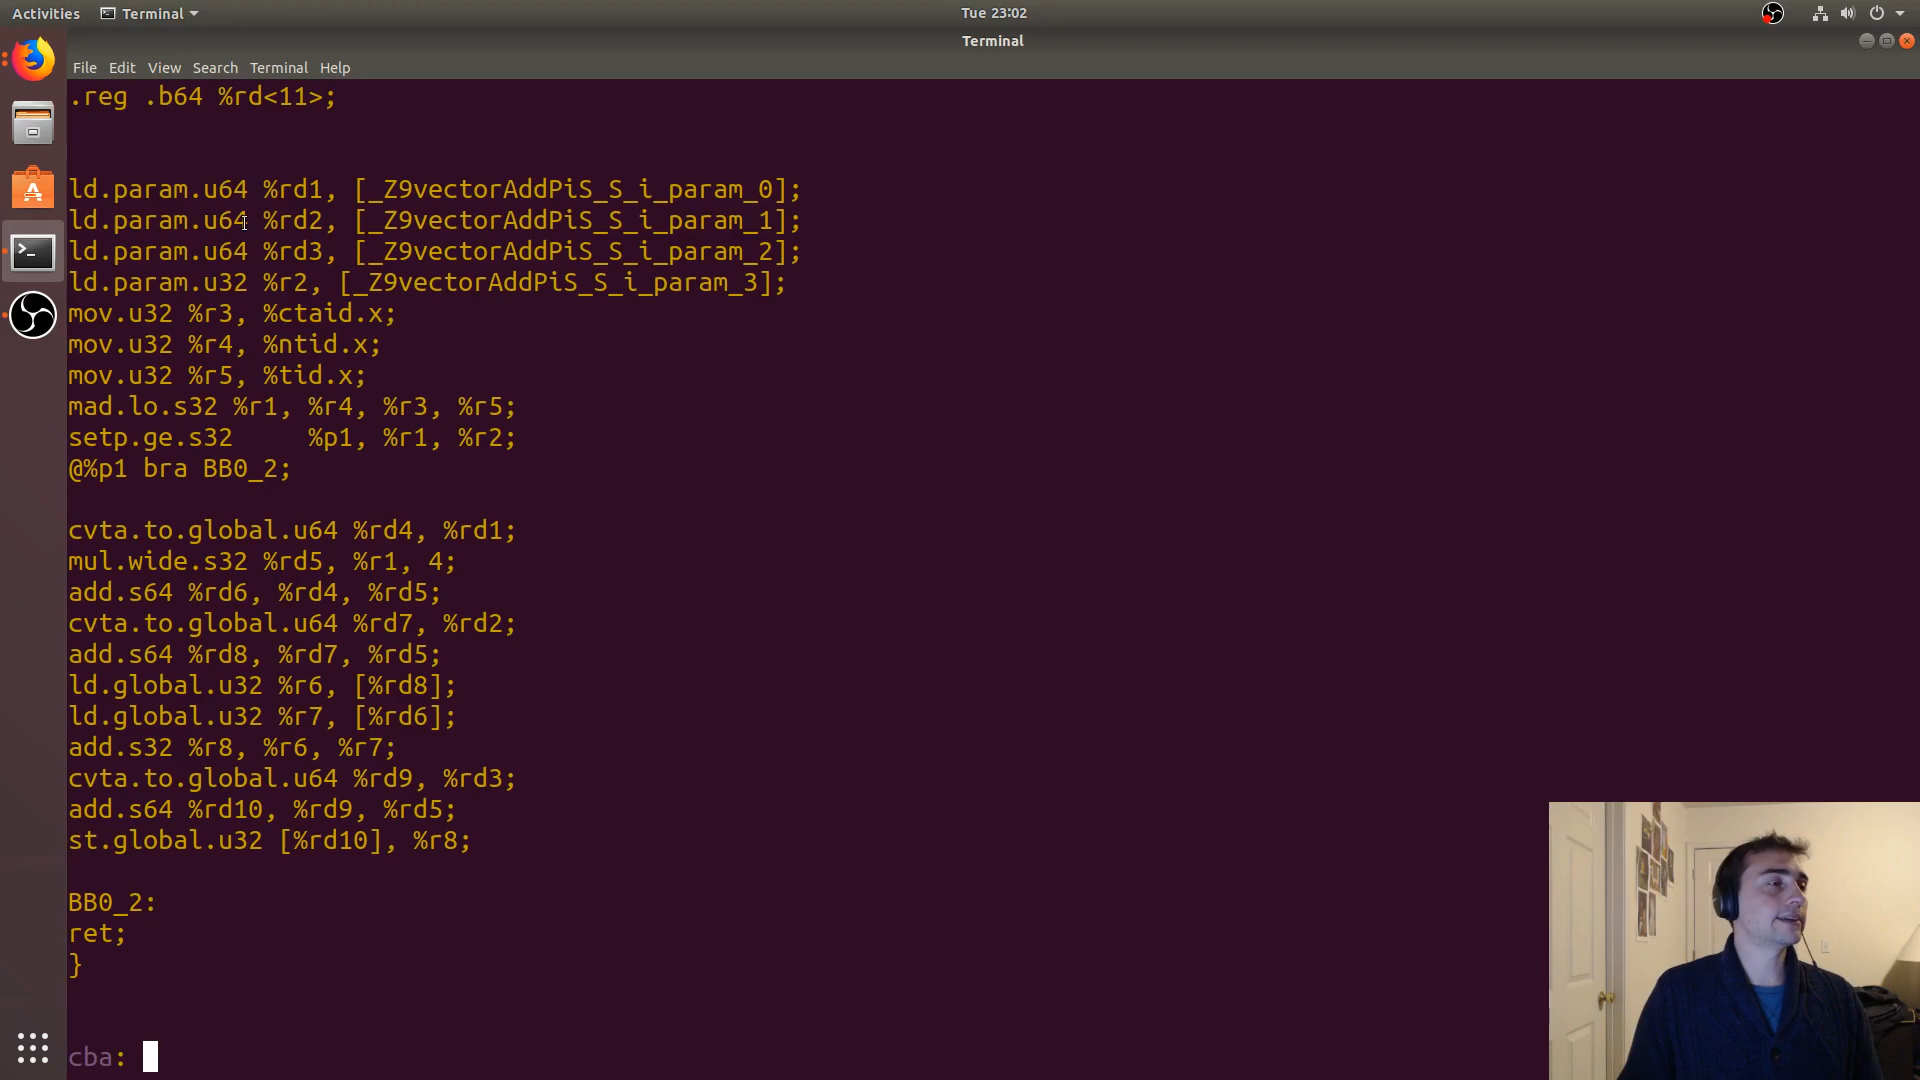 Activities
Terminal
Tue 23:02
Terminal
File Edit View Search Terminal Help
.reg .b64 %rd<11>;
ld.param.u64 %rd1, [_Z9vectorAddPiS_S_i_param_0];
ld.param.u64 %rd2, [_Z9vectorAddPiS_S_i_param_1];
ld.param.u64 %rd3, [_Z9vectorAddPiS_S_i_param_2];
ld.param.u32 %r2, [_Z9vectorAddPiS_S_i_param_3];
mov.u32 %r3, %ctaid.x;
mov.u32 %r4, %ntid.x;
mov.u32 %r5, %tid.x;
mad.lo.s32 %r1, %r4, %r3, %r5;
setp.ge.s32     %p1, %r1, %r2;
@%p1 bra BB0_2;
cvta.to.global.u64 %rd4, %rd1;
mul.wide.s32 %rd5, %r1, 4;
add.s64 %rd6, %rd4, %rd5;
cvta.to.global.u64 %rd7, %rd2;
add.s64 %rd8, %rd7, %rd5;
ld.global.u32 %r6, [%rd8];
ld.global.u32 %r7, [%rd6];
add.s32 %r8, %r6, %r7;
cvta.to.global.u64 %rd9, %rd3;
add.s64 %rd10, %rd9, %rd5;
st.global.u32 [%rd10], %r8;
BB0_2:
ret;
}
cba: